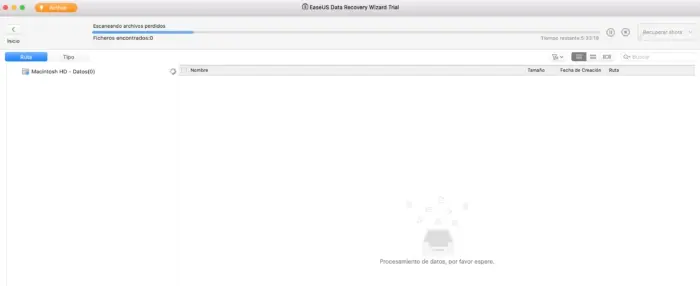 EaseUS Data Recovery Wizard Trial
Activar
Inicio
Escaneando archivos perdidos
Ficheros encontrados:0
Tiempo restante:0:33:19
Recuperar Ahora
Ruta
Tipo
Buscar
Macintosh HD - Datos(0)
Nombre
Tamaño
Fecha de Creación
Ruta
Procesamiento de datos, por favor espere.